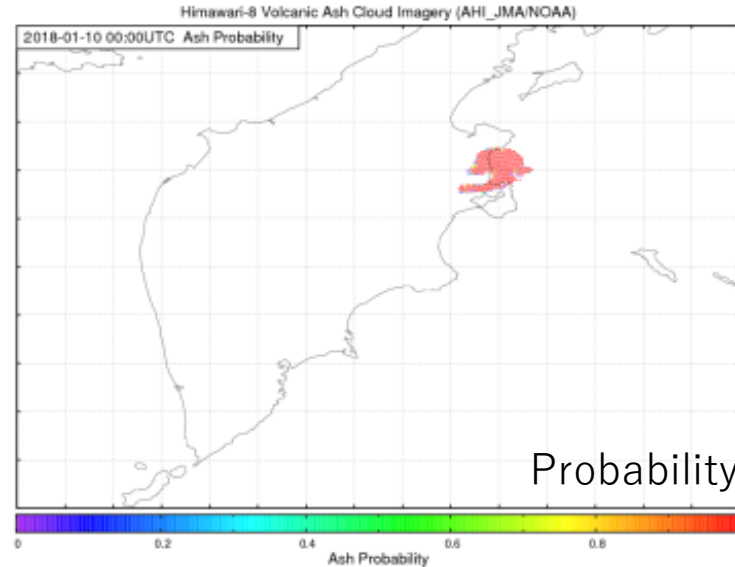 Himawari-8 Volcanic Ash Cloud Imagery (AHI_JMA/NOAA)
2018-01-10 00:00UTC Ash Probability
Probability
0 0.2 0.4 0.6 0.8
Ash Probability